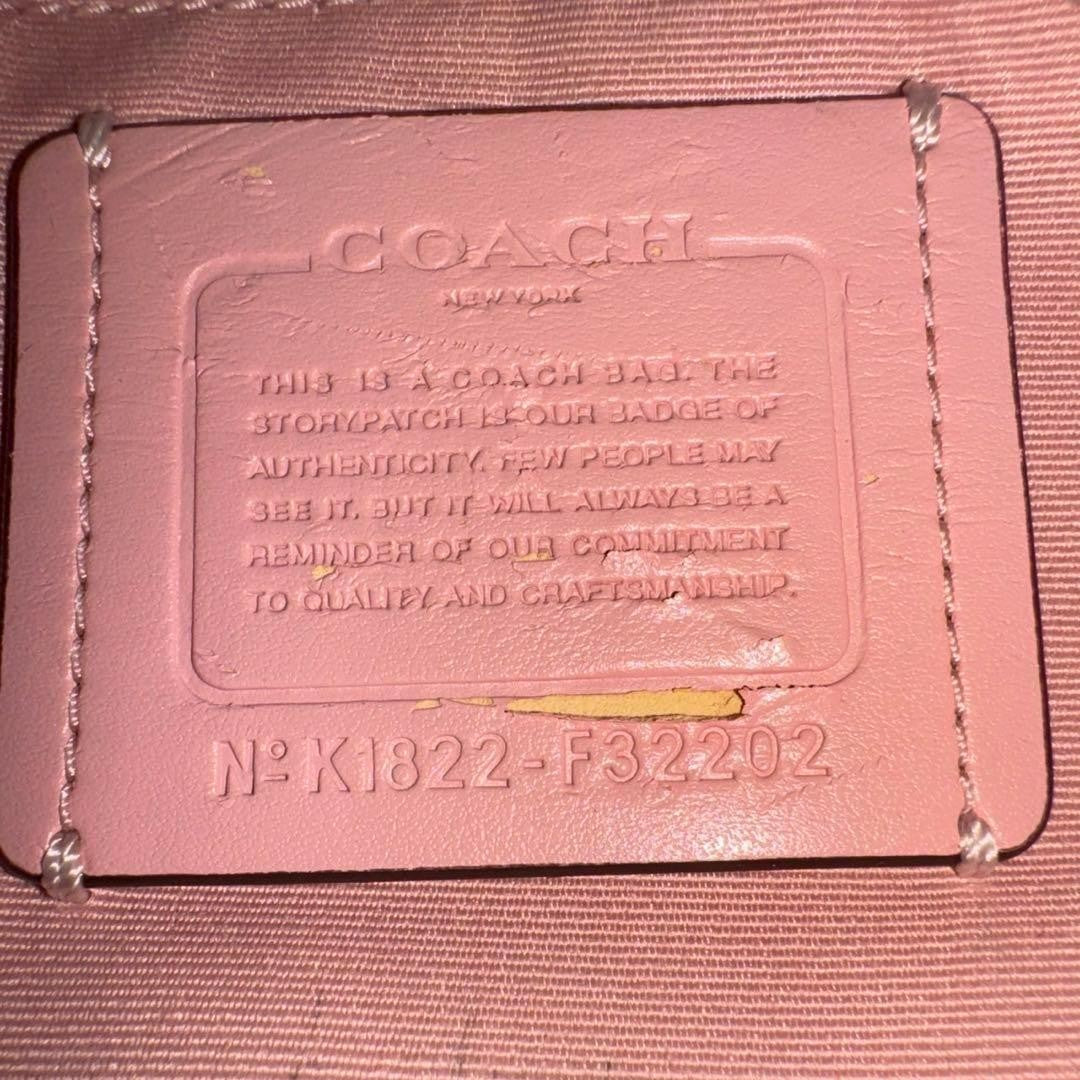 COACH
NEW YORK
THIS IS A COACH BAG. THE
STORYPATCH IS OUR BADGE OF
AUTHENTICITY. FEW PEOPLE MAY
SEE IT. BUT IT WILL ALWAYS BE A
REMINDER OF OUR COMMITMENT
TO QUALITY AND CRAFTSMANSHIP.
Nº K1822-F32202